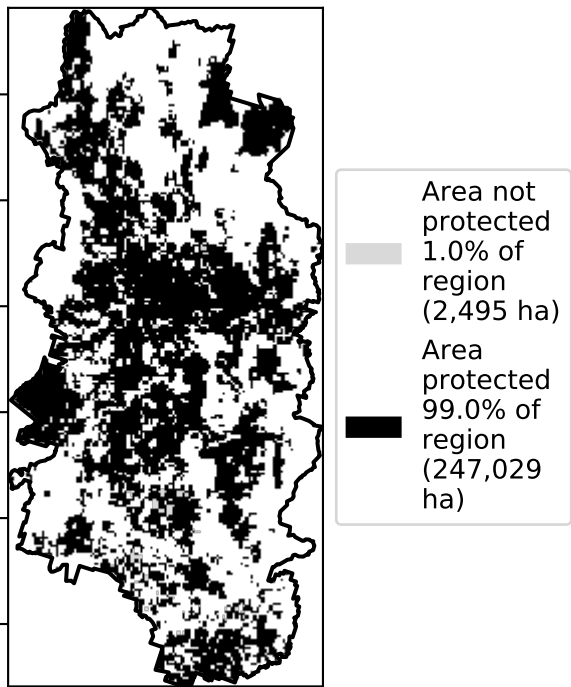 Area not
protected
1.0% of
region
(2,495 ha)
Area
protected
99.0% of
region
(247,029
ha)